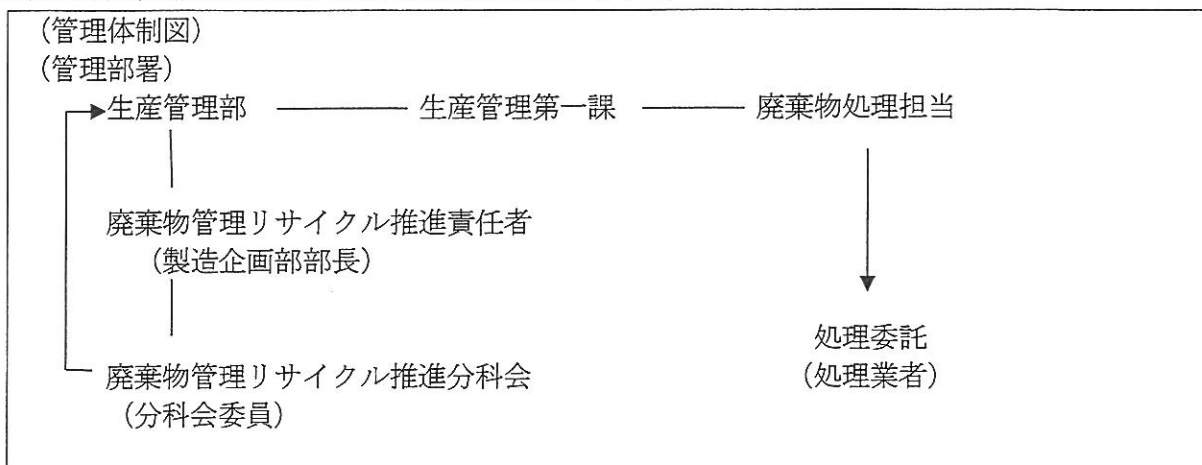 (管理体制図)
(管理部署)
生産管理部 生産管理第一課 廃棄物処理担当
廃棄物管理リサイクル推進責任者
(製造企画部部長)
処理委託
(処理業者)
廃棄物管理リサイクル推進分科会
(分科会委員)